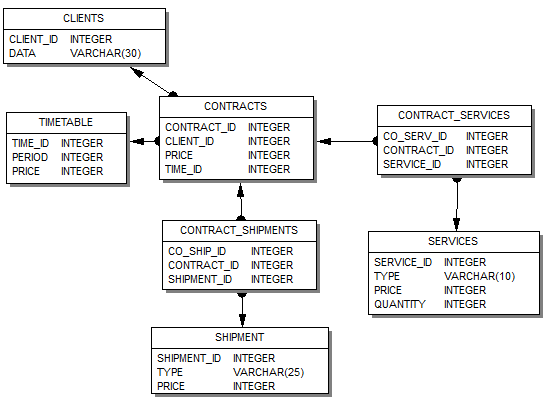 CLIENTS
CLIENT_ID INTEGER
DATA VARCHAR(30)
TIMETABLE
TIME_ID INTEGER
PERIOD INTEGER
PRICE INTEGER
CONTRACTS
CONTRACT_ID INTEGER
CLIENT_ID INTEGER
PRICE INTEGER
TIME_ID INTEGER
CONTRACT_SERVICES
CO_SERV_ID INTEGER
CONTRACT_ID INTEGER
SERVICE_ID INTEGER
CONTRACT_SHIPMENTS
CO_SHIP_ID INTEGER
CONTRACT_ID INTEGER
SHIPMENT_ID INTEGER
SERVICES
SERVICE_ID INTEGER
TYPE VARCHAR(10)
PRICE INTEGER
QUANTITY INTEGER
SHIPMENT
SHIPMENT_ID INTEGER
TYPE VARCHAR(25)
PRICE INTEGER